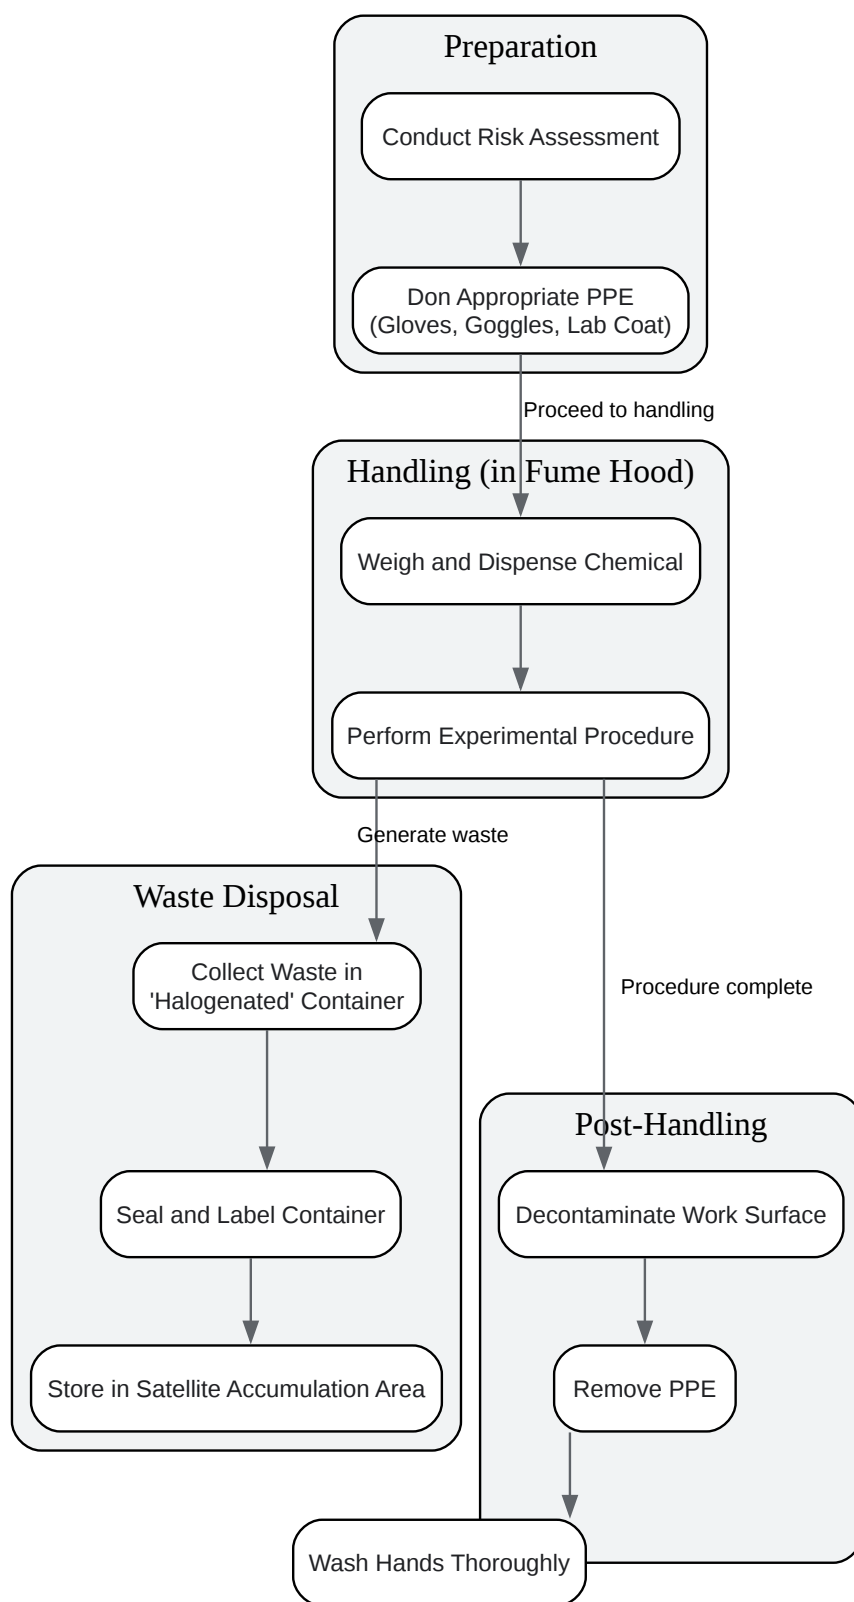 Preparation
Conduct Risk Assessment
Don Appropriate PPE
(Gloves, Goggles, Lab Coat)
Proceed to handling
Handling (in Fume Hood)
Weigh and Dispense Chemical
Perform Experimental Procedure
Generate waste
Waste Disposal
Collect Waste in
'Halogenated' Container
Seal and Label Container
Store in Satellite Accumulation Area
Procedure complete
Post-Handling
Decontaminate Work Surface
Remove PPE
Wash Hands Thoroughly